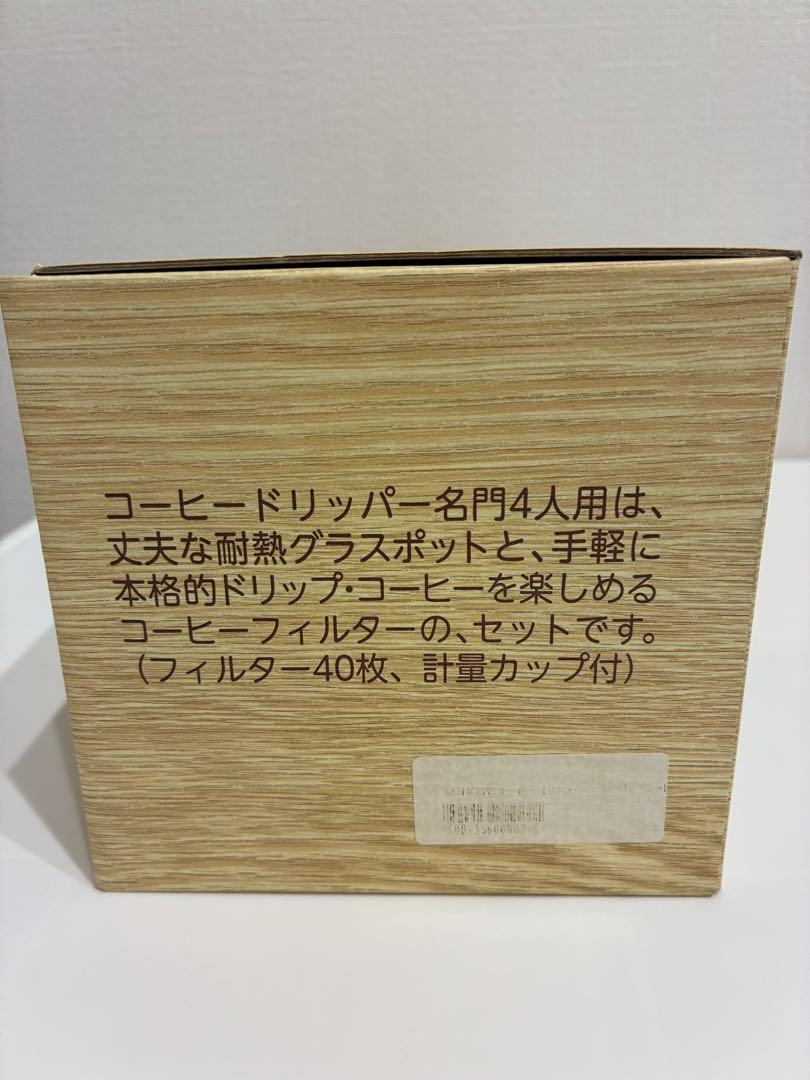 コーヒードリッパー名門4人用は、
丈夫な耐熱グラスポットと、手軽に
本格的ドリップ・コーヒーを楽しめる
コーヒーフィルターの、セットです。
(フィルター40枚、計量カップ付)